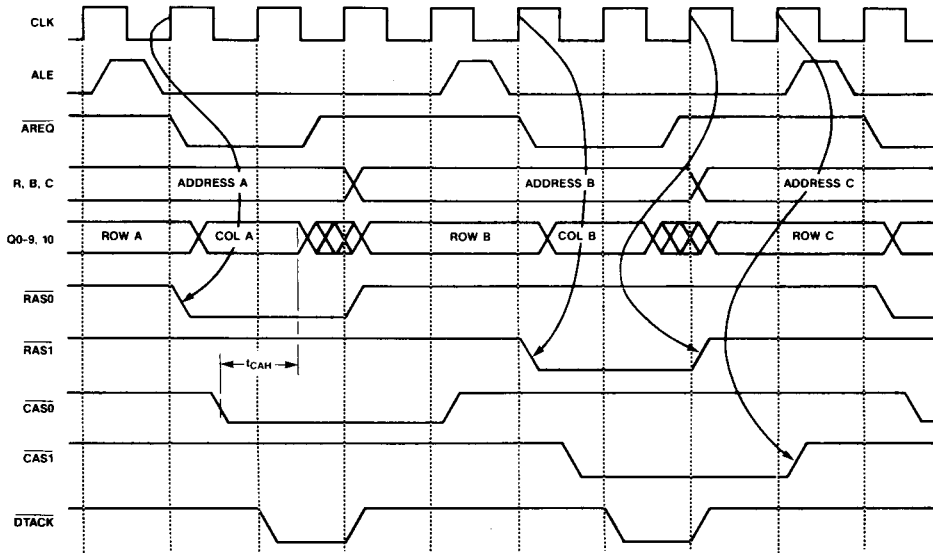 CLK
ALE
AREQ
R, B, C
ADDRESS A
ADDRESS B
ADDRESS C
Q0-9, 10
ROW A
COL A
ROW B
COL B
ROW C
RAS0
RAS1
tCAH
CAS0
CAS1
DTACK